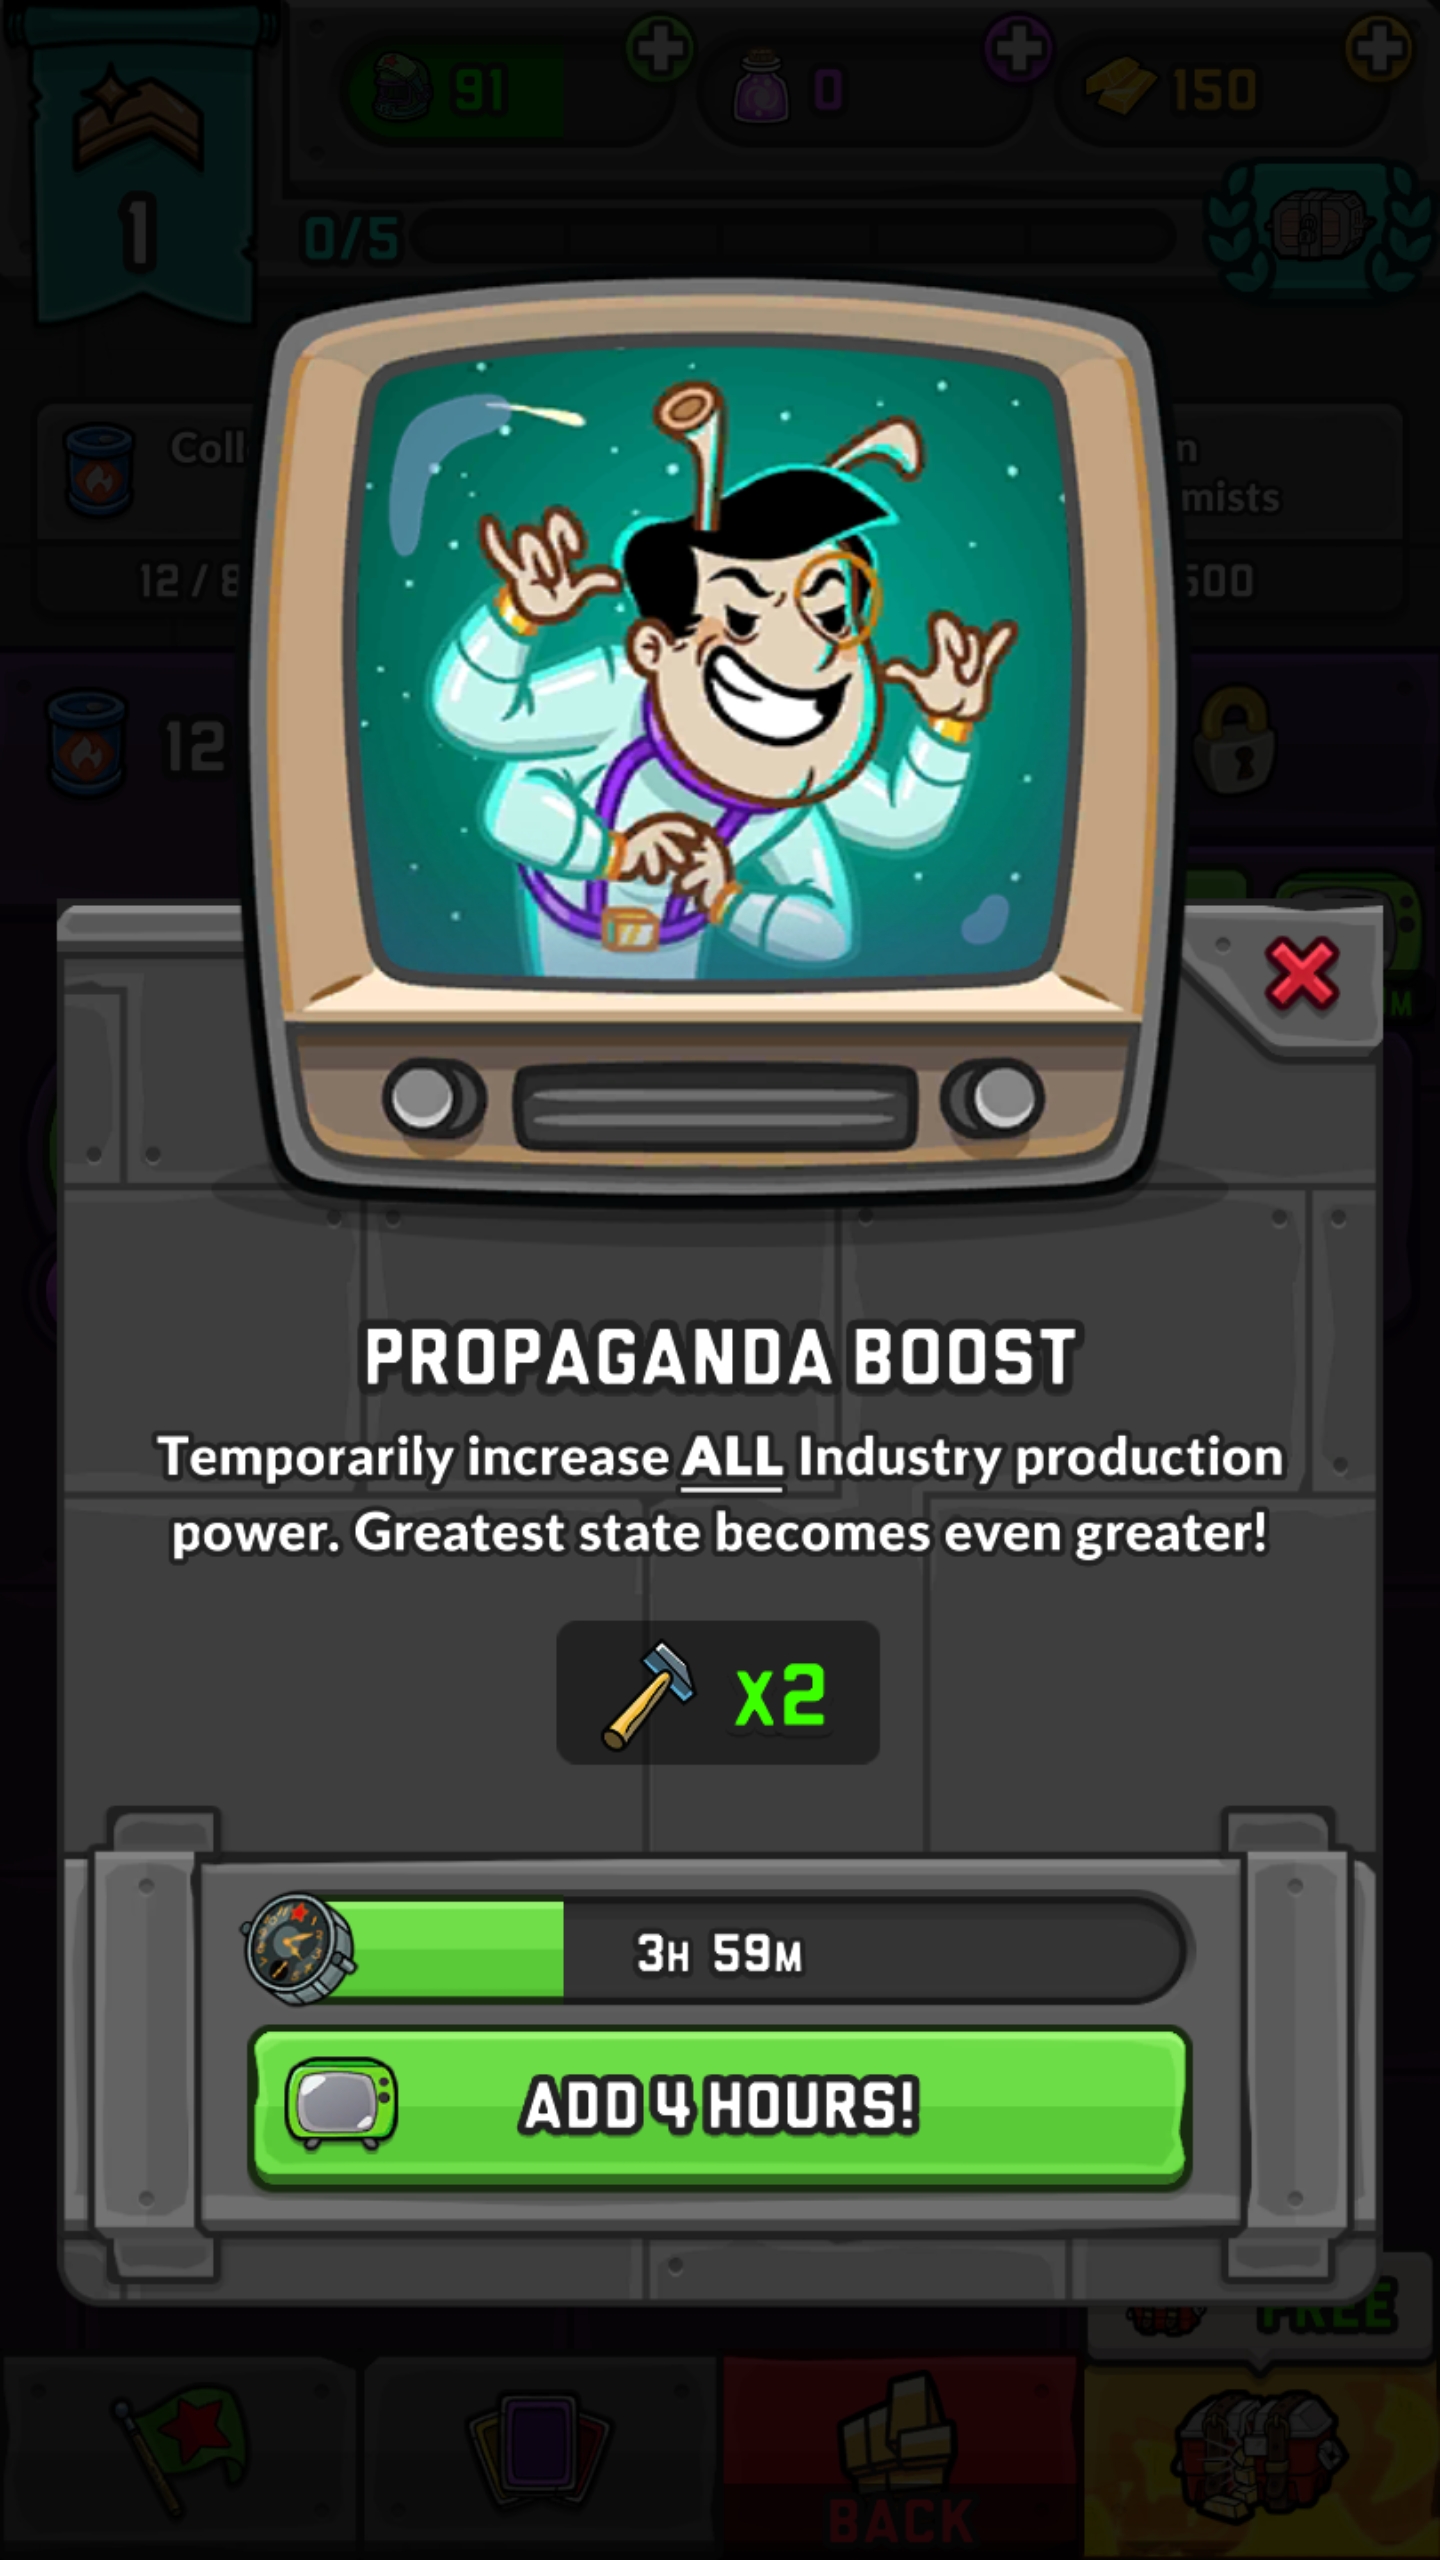 91
0
150
1
0/5
Coll
n
mists
12 / 8
500
12
M
PROPAGANDA BOOST
Temporarily increase ALL Industry production
power. Greatest state becomes even greater!
x2
3H 59M
ADD 4 HOURS!
FREE
BACK